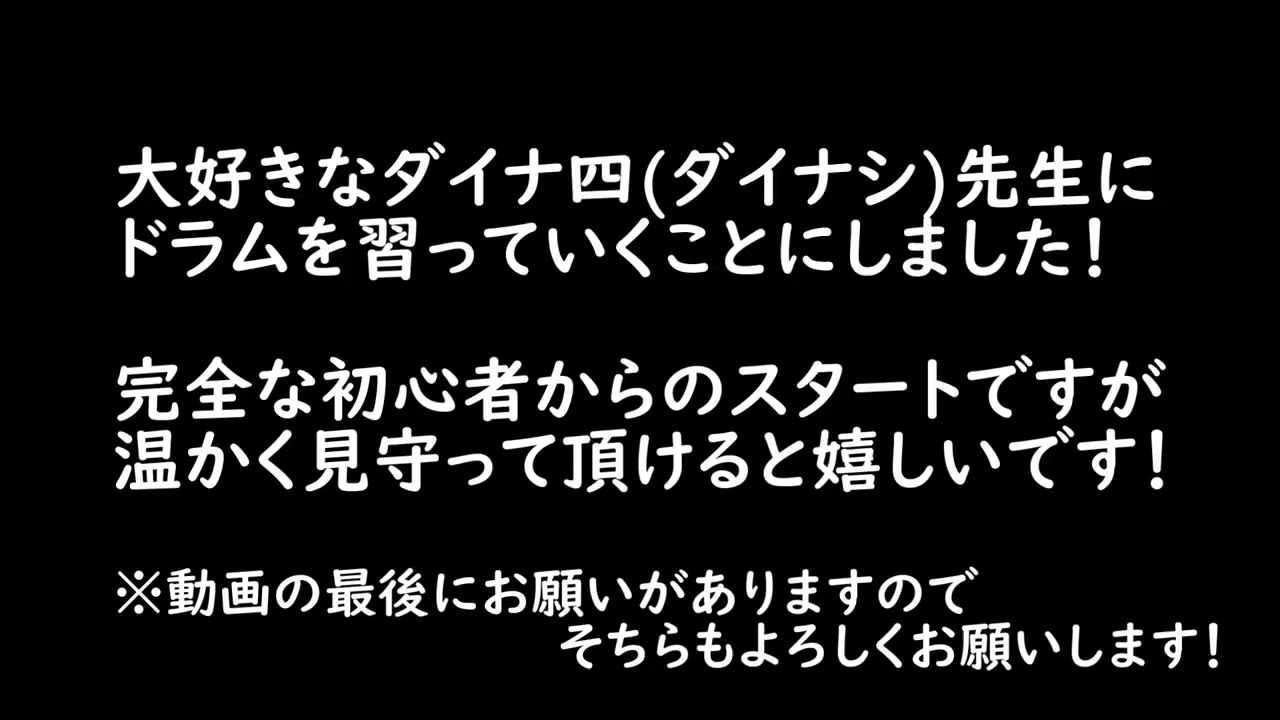 大好きなダイナ四(ダイナシ)先生に
ドラムを習っていくことにしました!
完全な初心者からのスタートですが
温かく見守って頂けると嬉しいです!
※動画の最後にお願いがありますので
そちらもよろしくお願いします!